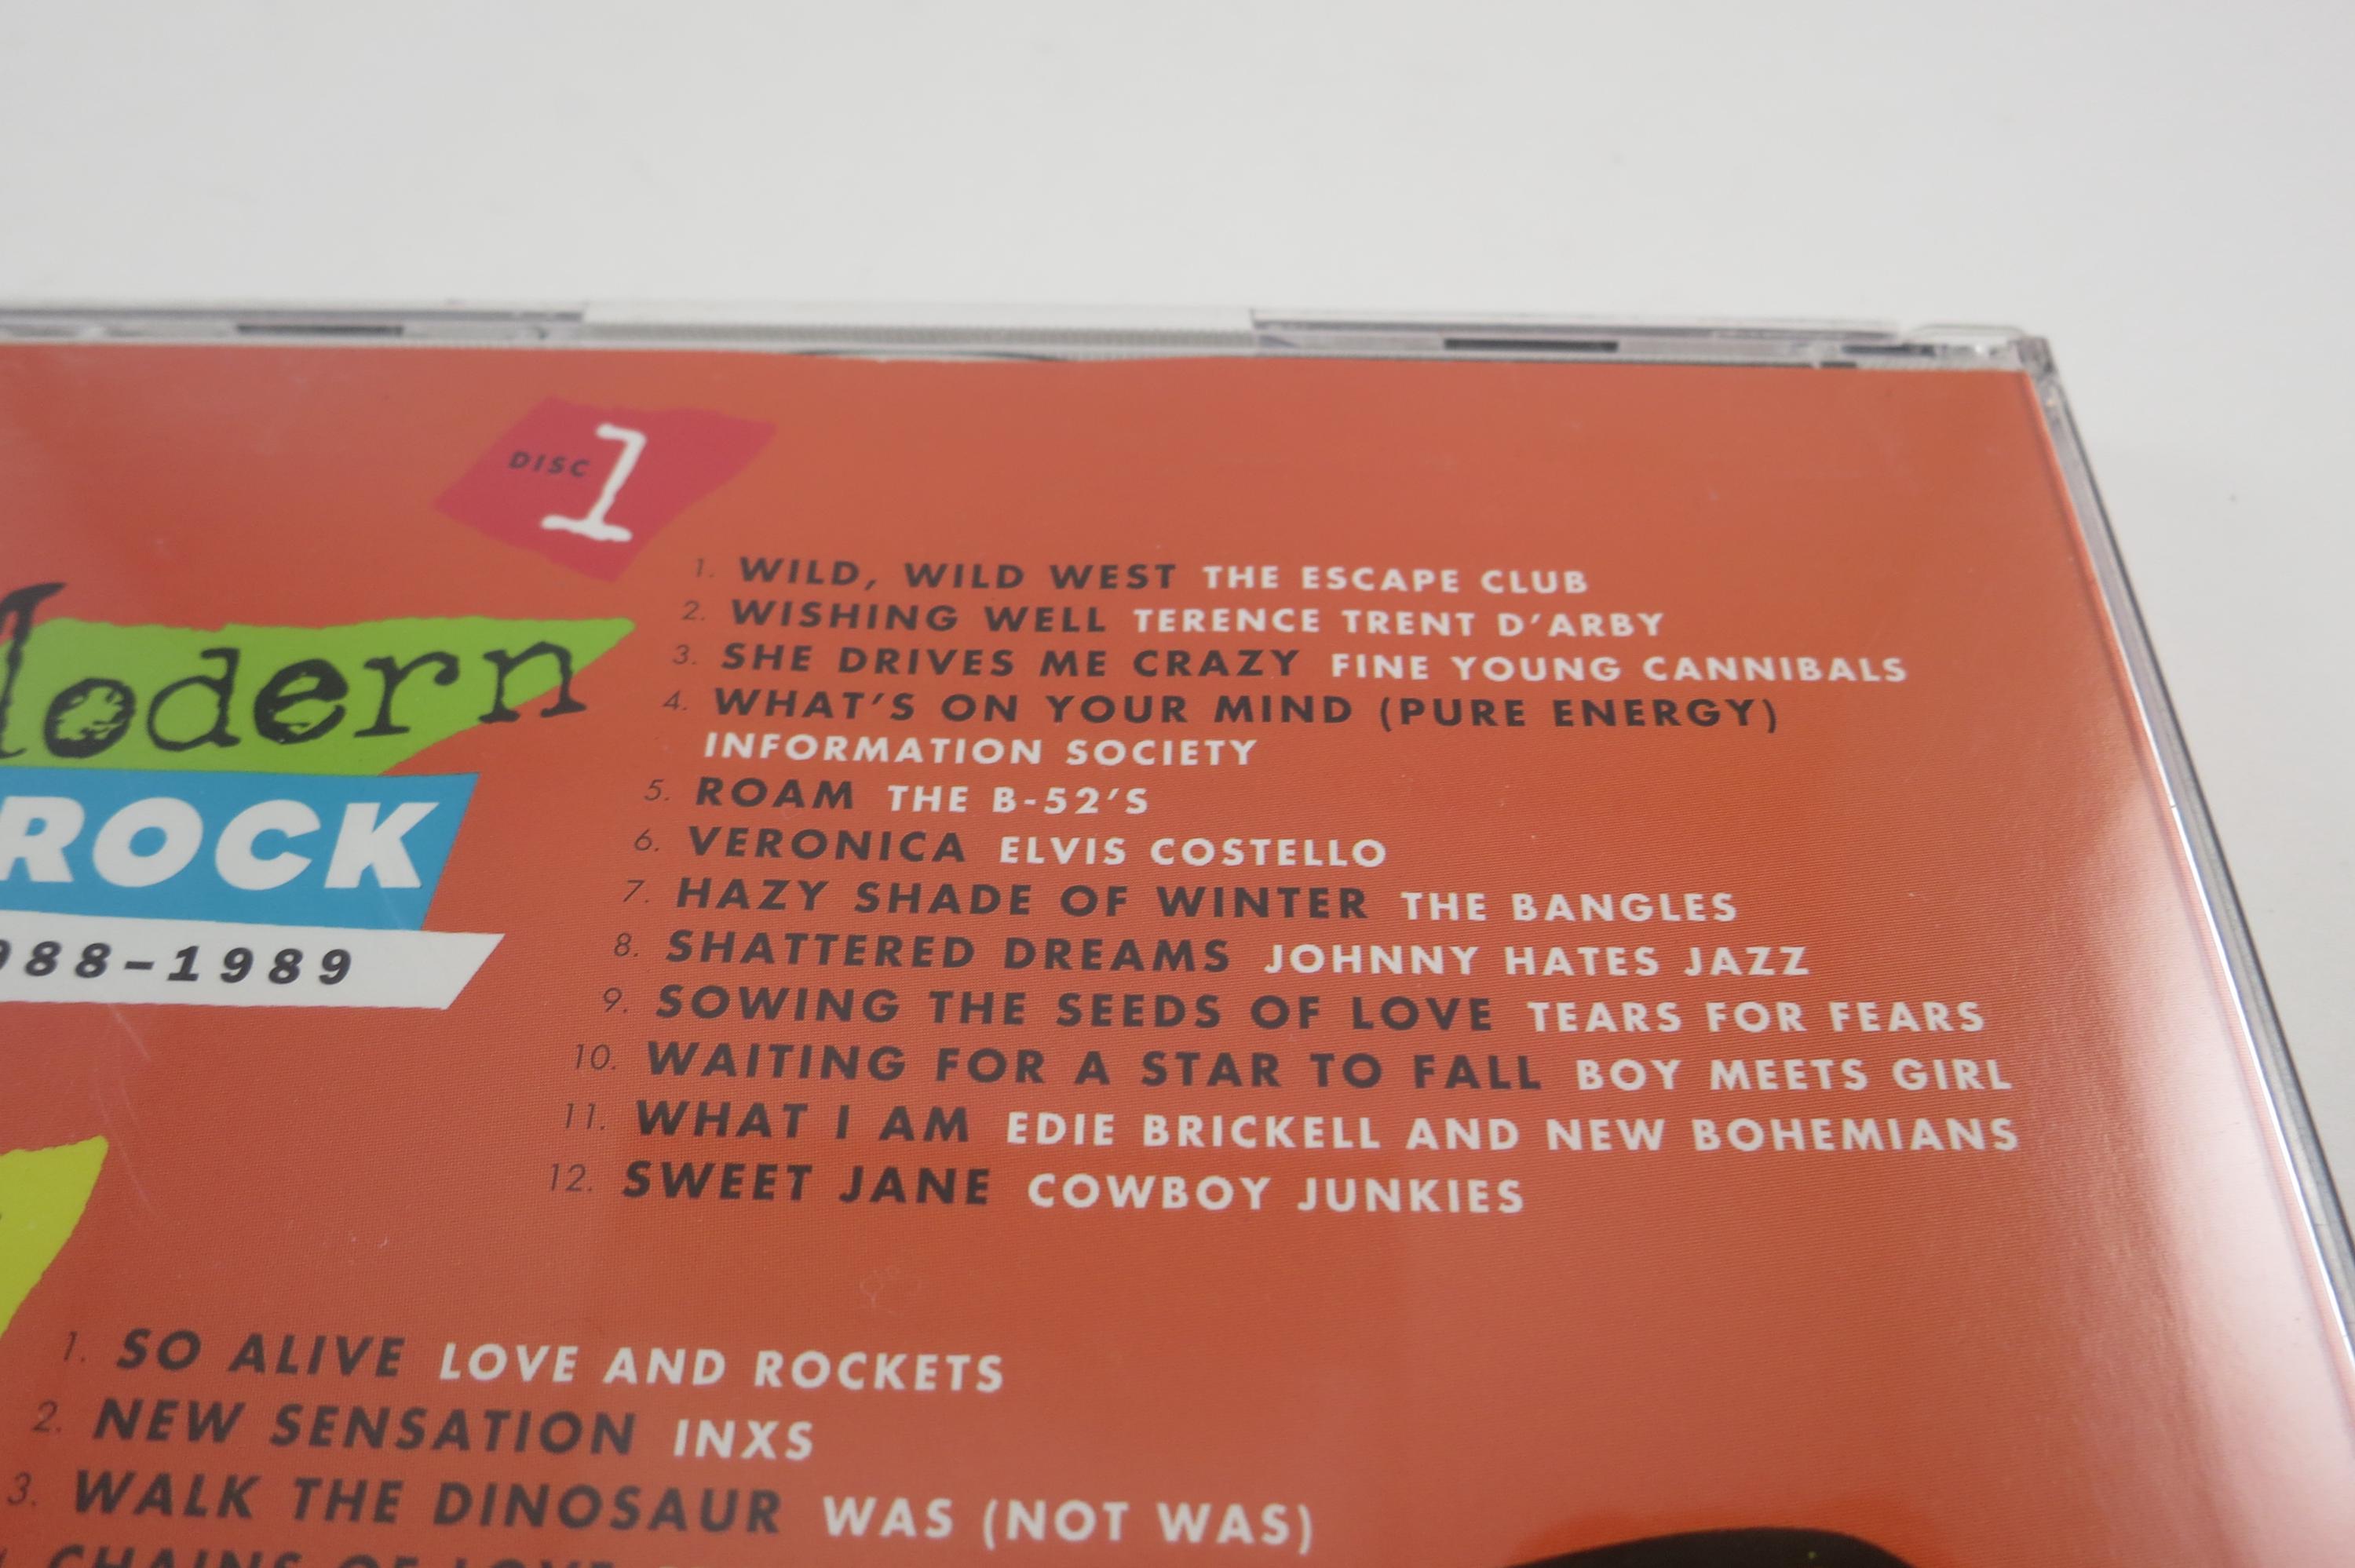 DISC 1
1. WILD, WILD WEST THE ESCAPE CLUB
2. WISHING WELL TERENCE TRENT D'ARBY
3. SHE DRIVES ME CRAZY FINE YOUNG CANNIBALS
4. WHAT'S ON YOUR MIND (PURE ENERGY)
INFORMATION SOCIETY
5. ROAM THE B-52'S
6. VERONICA ELVIS COSTELLO
7. HAZY SHADE OF WINTER THE BANGLES
8. SHATTERED DREAMS JOHNNY HATES JAZZ
9. SOWING THE SEEDS OF LOVE TEARS FOR FEARS
10. WAITING FOR A STAR TO FALL BOY MEETS GIRL
11. WHAT I AM EDIE BRICKELL AND NEW BOHEMIANS
12. SWEET JANE COWBOY JUNKIES
Modern
ROCK
988-1989
1. SO ALIVE LOVE AND ROCKETS
2. NEW SENSATION INXS
3. WALK THE DINOSAUR WAS (NOT WAS)
CHAINS OF LOVE